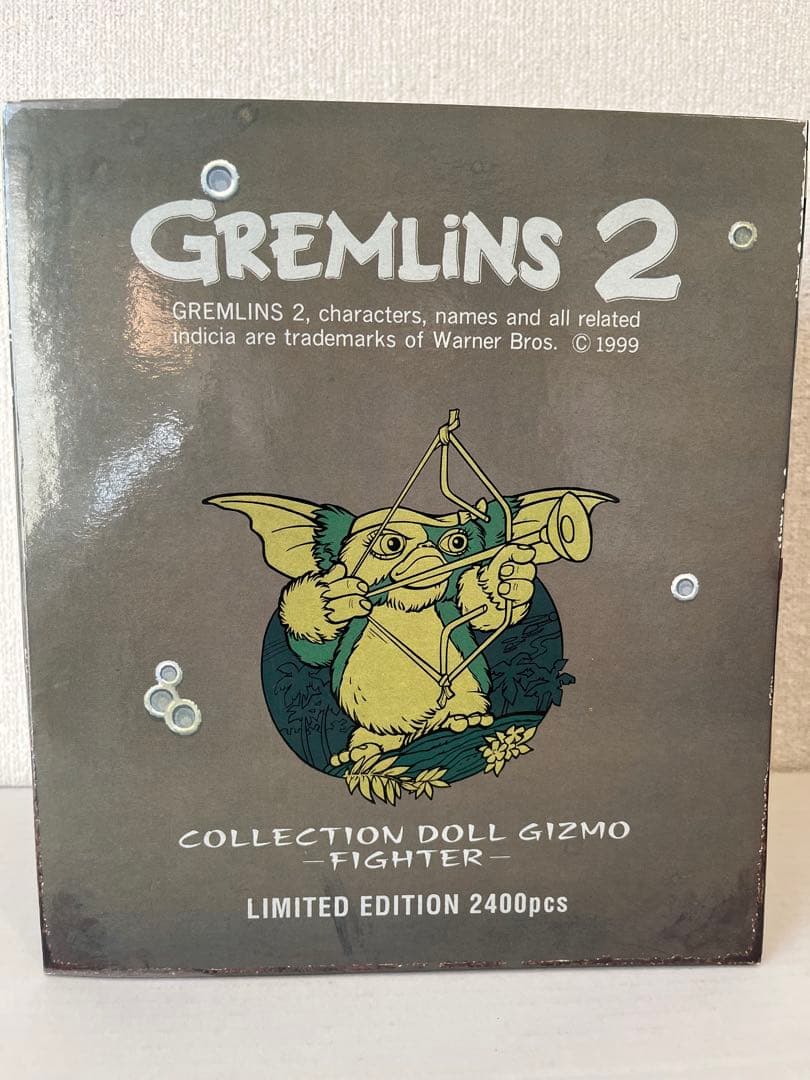 GREMLiNS 2
GREMLINS 2, characters, names and all related
indicia are trademarks of Warner Bros. © 1999
COLLECTION DOLL GIZMO
—FIGHTER—
LIMITED EDITION 2400pcs